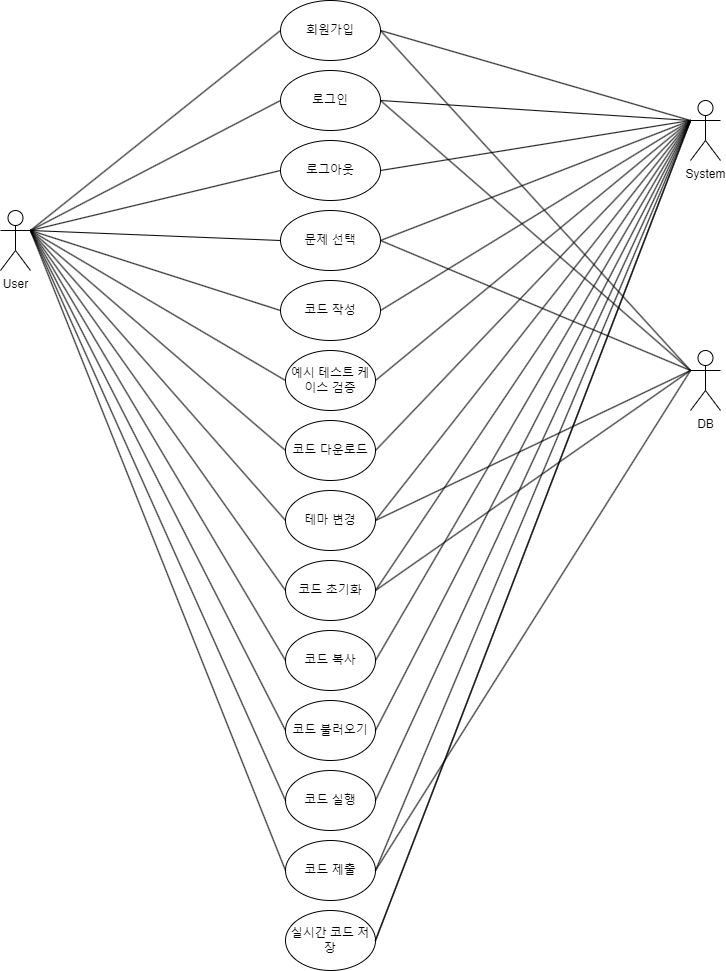 회원가입
로그인
로그아웃
System
문제 선택
User
코드 작성
예시 테스트 케
이스 검증
DB
코드 다운로드
테마 변경
코드 초기화
코드 복사
코드 불러오기
코드 실행
코드 제출
실시간 코드 저
장